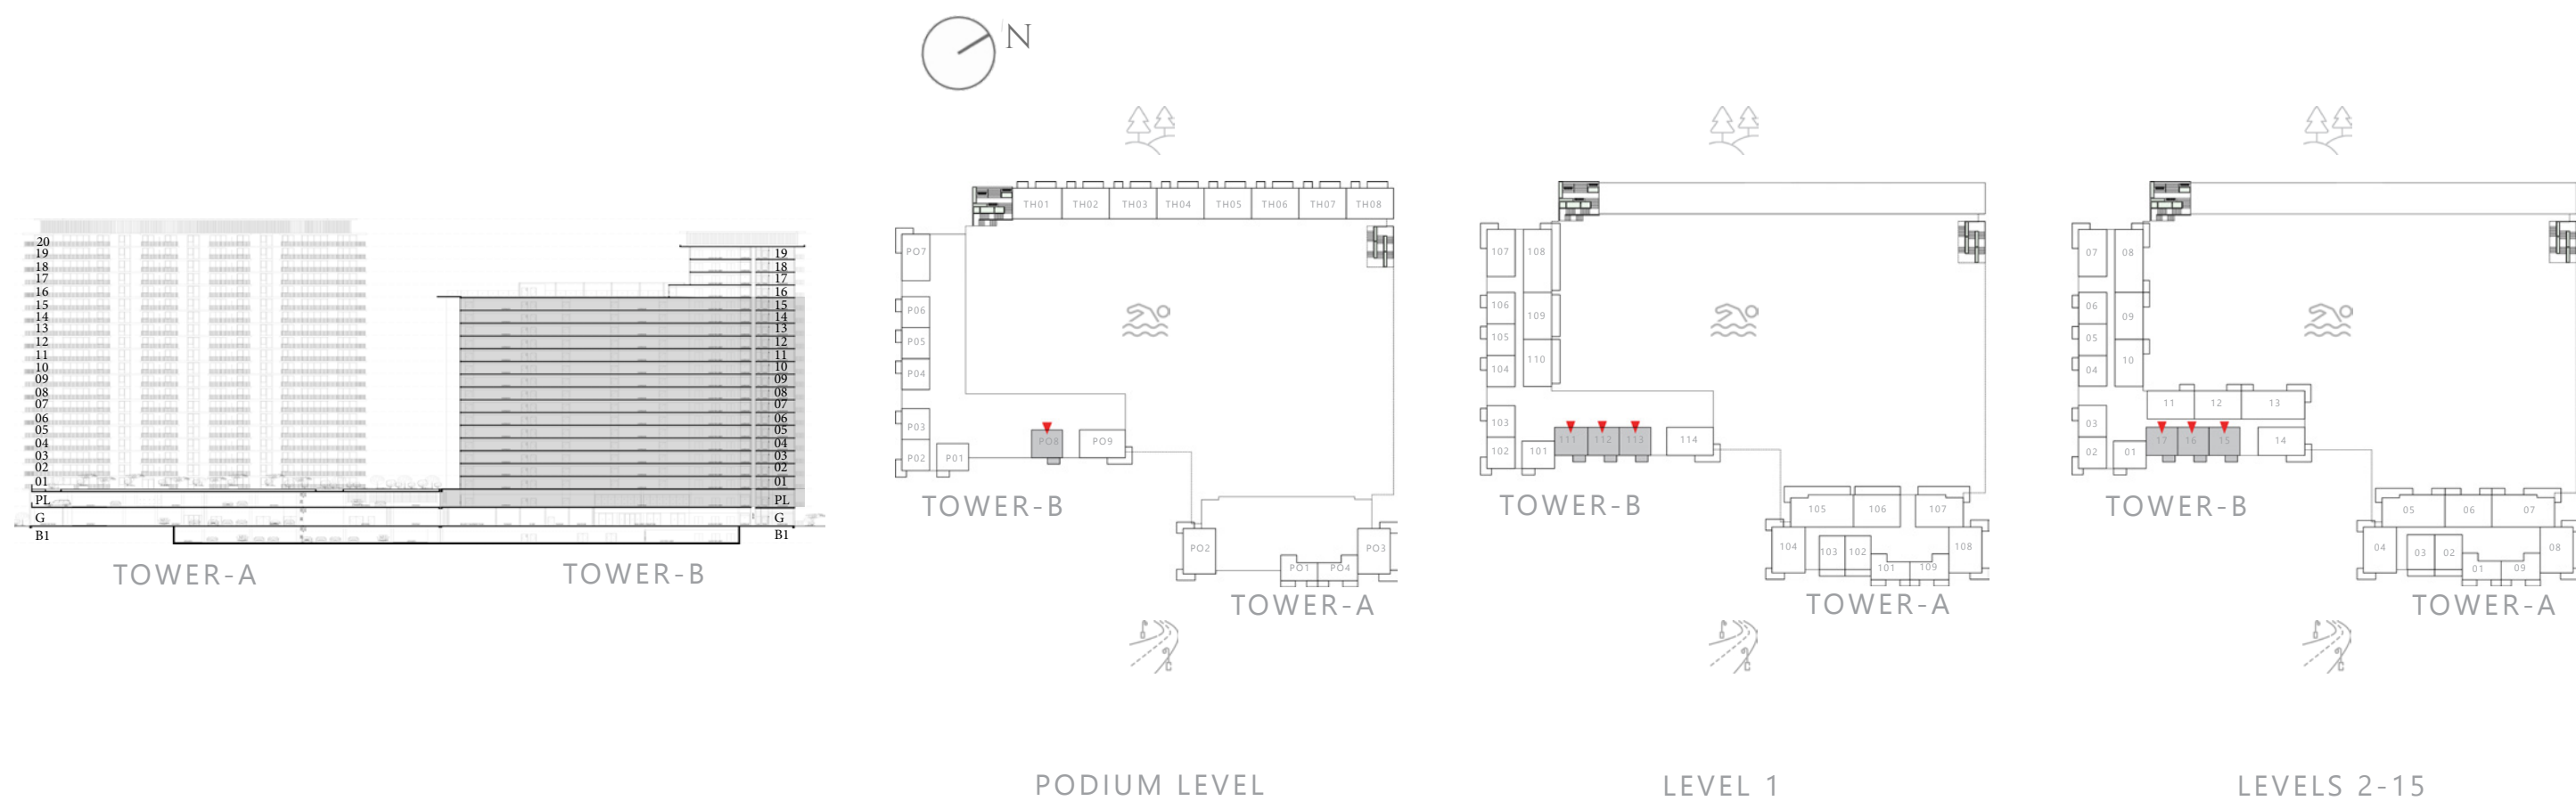 N
20
19
18
17
16
15
14
13
12
11
10
09
08
07
06
05
04
03
02
01
PL
G
B1
19
18
17
16
15
14
13
12
11
10
09
08
07
06
05
04
03
02
01
PL
G
B1
TOWER-A
TOWER-B
TH01 TH02 TH03 TH04 TH05 TH06 TH07 TH08
PO7
P06
P05
P04
P03
P02 P01
PO8 PO9
TOWER-B
PO2 PO3
PO1 PO4
TOWER-A
PODIUM LEVEL
107 108
106
109
105
110
104
103
111 112 113 114
102 101
TOWER-B
105 106 107
104 103 102 108
101 109
TOWER-A
LEVEL 1
07 08
06
09
05
10
04
11 12 13
03
17 16 15 14
02 01
TOWER-B
05 06 07
04 03 02 08
01 09
TOWER-A
LEVELS 2-15